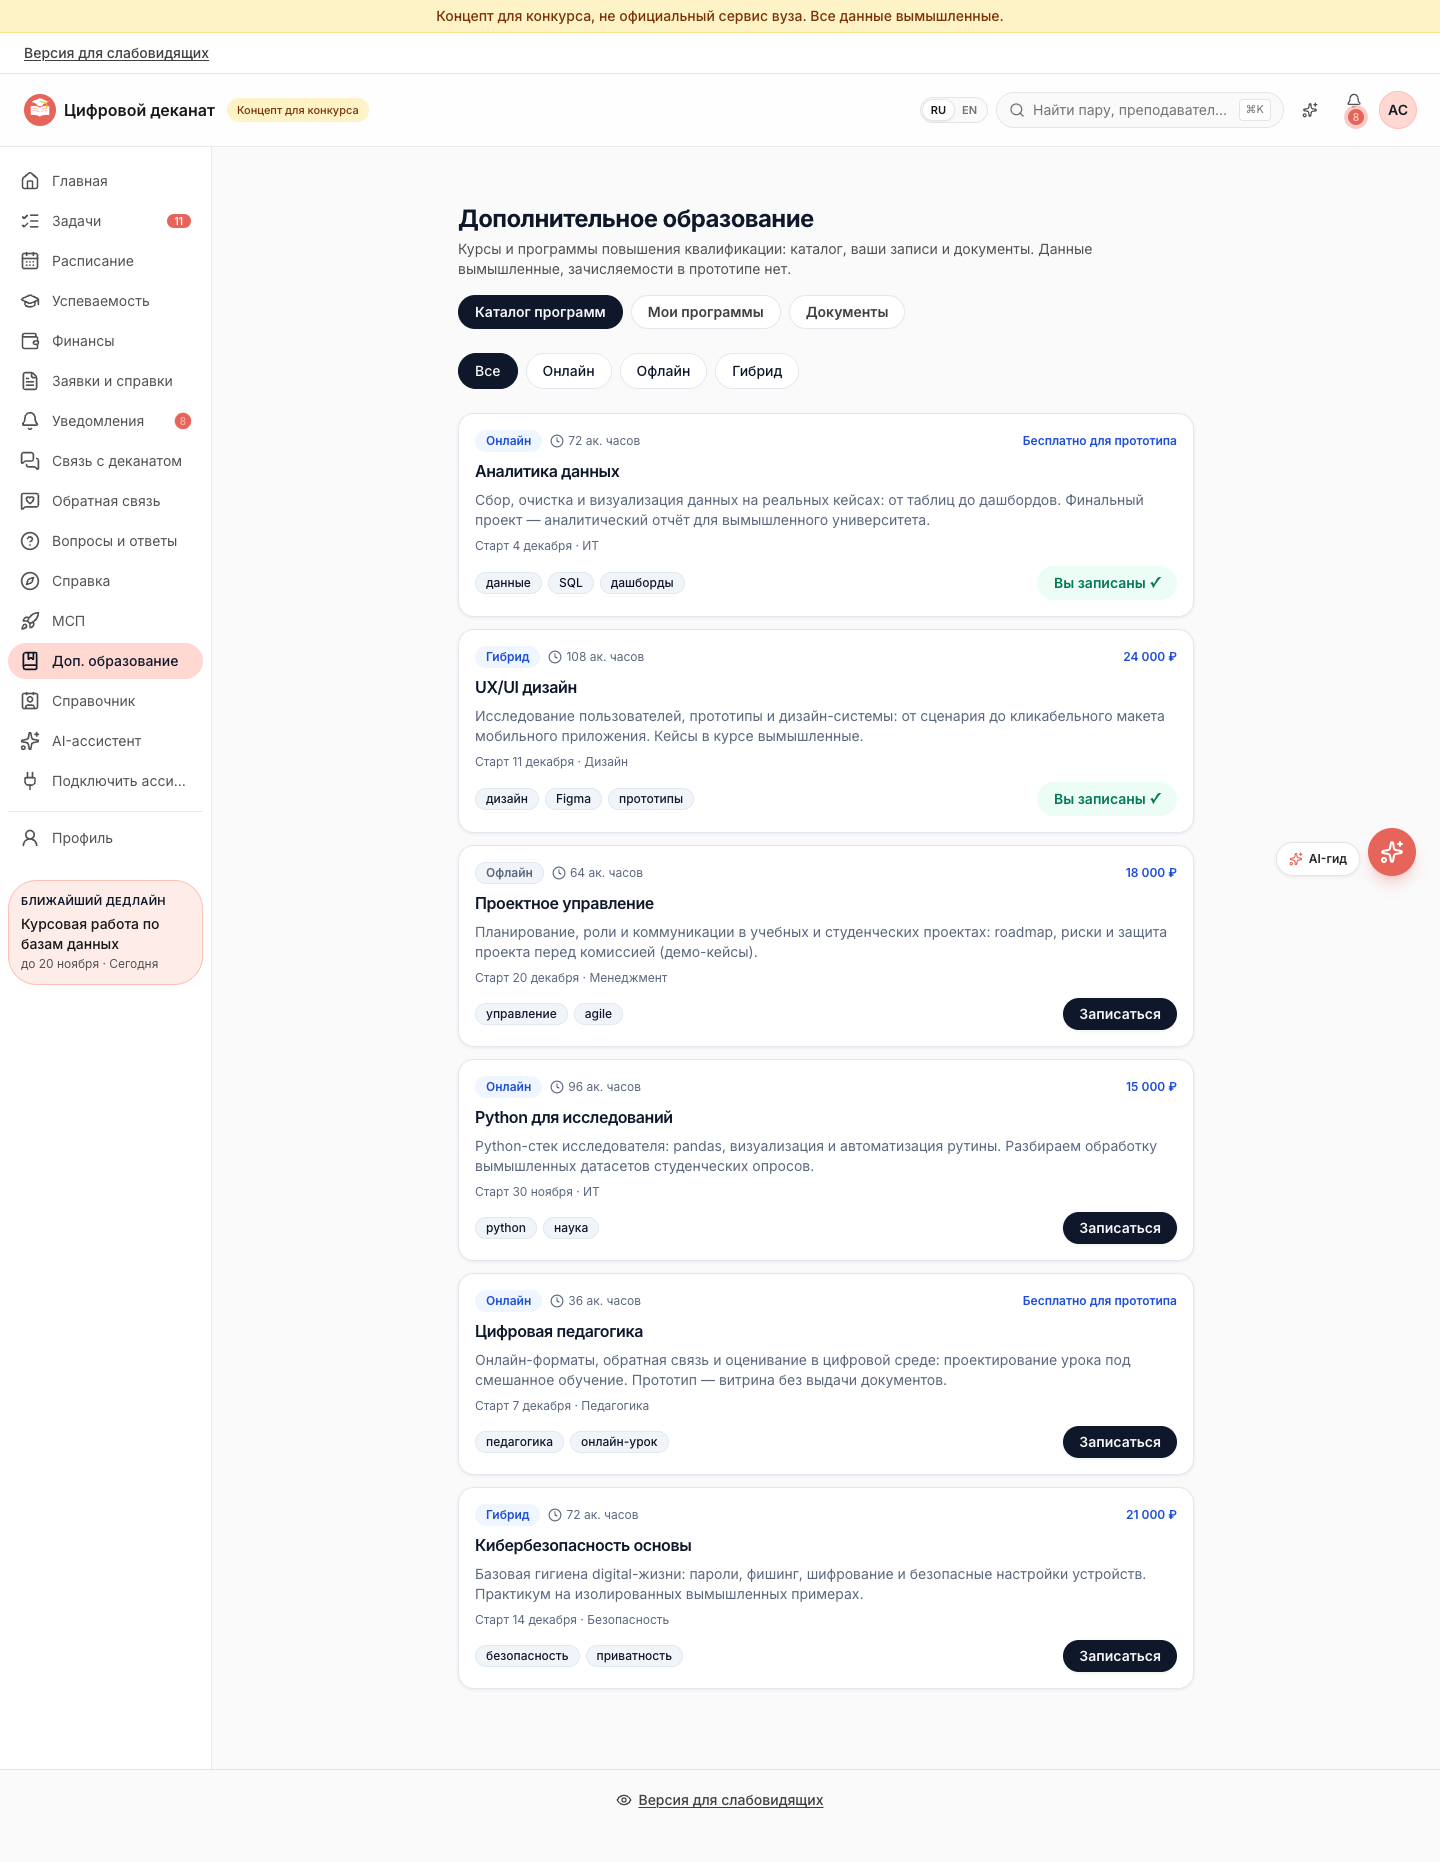 Концепт для конкурса, не официальный сервис вуза. Все данные вымышленные.
Версия для слабовидящих
Цифровой деканат
Концепт для конкурса
RU EN
Найти пару, преподавател... ⌘K
8
АС
Главная
Задачи 11
Расписание
Успеваемость
Финансы
Заявки и справки
Уведомления 8
Связь с деканатом
Обратная связь
Вопросы и ответы
Справка
МСП
Доп. образование
Справочник
AI-ассистент
Подключить асси...
Профиль
БЛИЖАЙШИЙ ДЕДЛАЙН
Курсовая работа по
базам данных
до 20 ноября · Сегодня
Дополнительное образование
Курсы и программы повышения квалификации: каталог, ваши записи и документы. Данные
вымышленные, зачисляемости в прототипе нет.
Каталог программ Мои программы Документы
Все Онлайн Офлайн Гибрид
Онлайн 72 ак. часов Бесплатно для прототипа
Аналитика данных
Сбор, очистка и визуализация данных на реальных кейсах: от таблиц до дашбордов. Финальный
проект — аналитический отчёт для вымышленного университета.
Старт 4 декабря · ИТ
данные SQL дашборды Вы записаны ✓
Гибрид 108 ак. часов 24 000 ₽
UX/UI дизайн
Исследование пользователей, прототипы и дизайн-системы: от сценария до кликабельного макета
мобильного приложения. Кейсы в курсе вымышленные.
Старт 11 декабря · Дизайн
дизайн Figma прототипы Вы записаны ✓
Офлайн 64 ак. часов 18 000 ₽
Проектное управление
Планирование, роли и коммуникации в учебных и студенческих проектах: roadmap, риски и защита
проекта перед комиссией (демо-кейсы).
Старт 20 декабря · Менеджмент
управление agile Записаться
Онлайн 96 ак. часов 15 000 ₽
Python для исследований
Python-стек исследователя: pandas, визуализация и автоматизация рутины. Разбираем обработку
вымышленных датасетов студенческих опросов.
Старт 30 ноября · ИТ
python наука Записаться
Онлайн 36 ак. часов Бесплатно для прототипа
Цифровая педагогика
Онлайн-форматы, обратная связь и оценивание в цифровой среде: проектирование урока под
смешанное обучение. Прототип — витрина без выдачи документов.
Старт 7 декабря · Педагогика
педагогика онлайн-урок Записаться
Гибрид 72 ак. часов 21 000 ₽
Кибербезопасность основы
Базовая гигиена digital-жизни: пароли, фишинг, шифрование и безопасные настройки устройств.
Практикум на изолированных вымышленных примерах.
Старт 14 декабря · Безопасность
безопасность приватность Записаться
AI-гид
Версия для слабовидящих